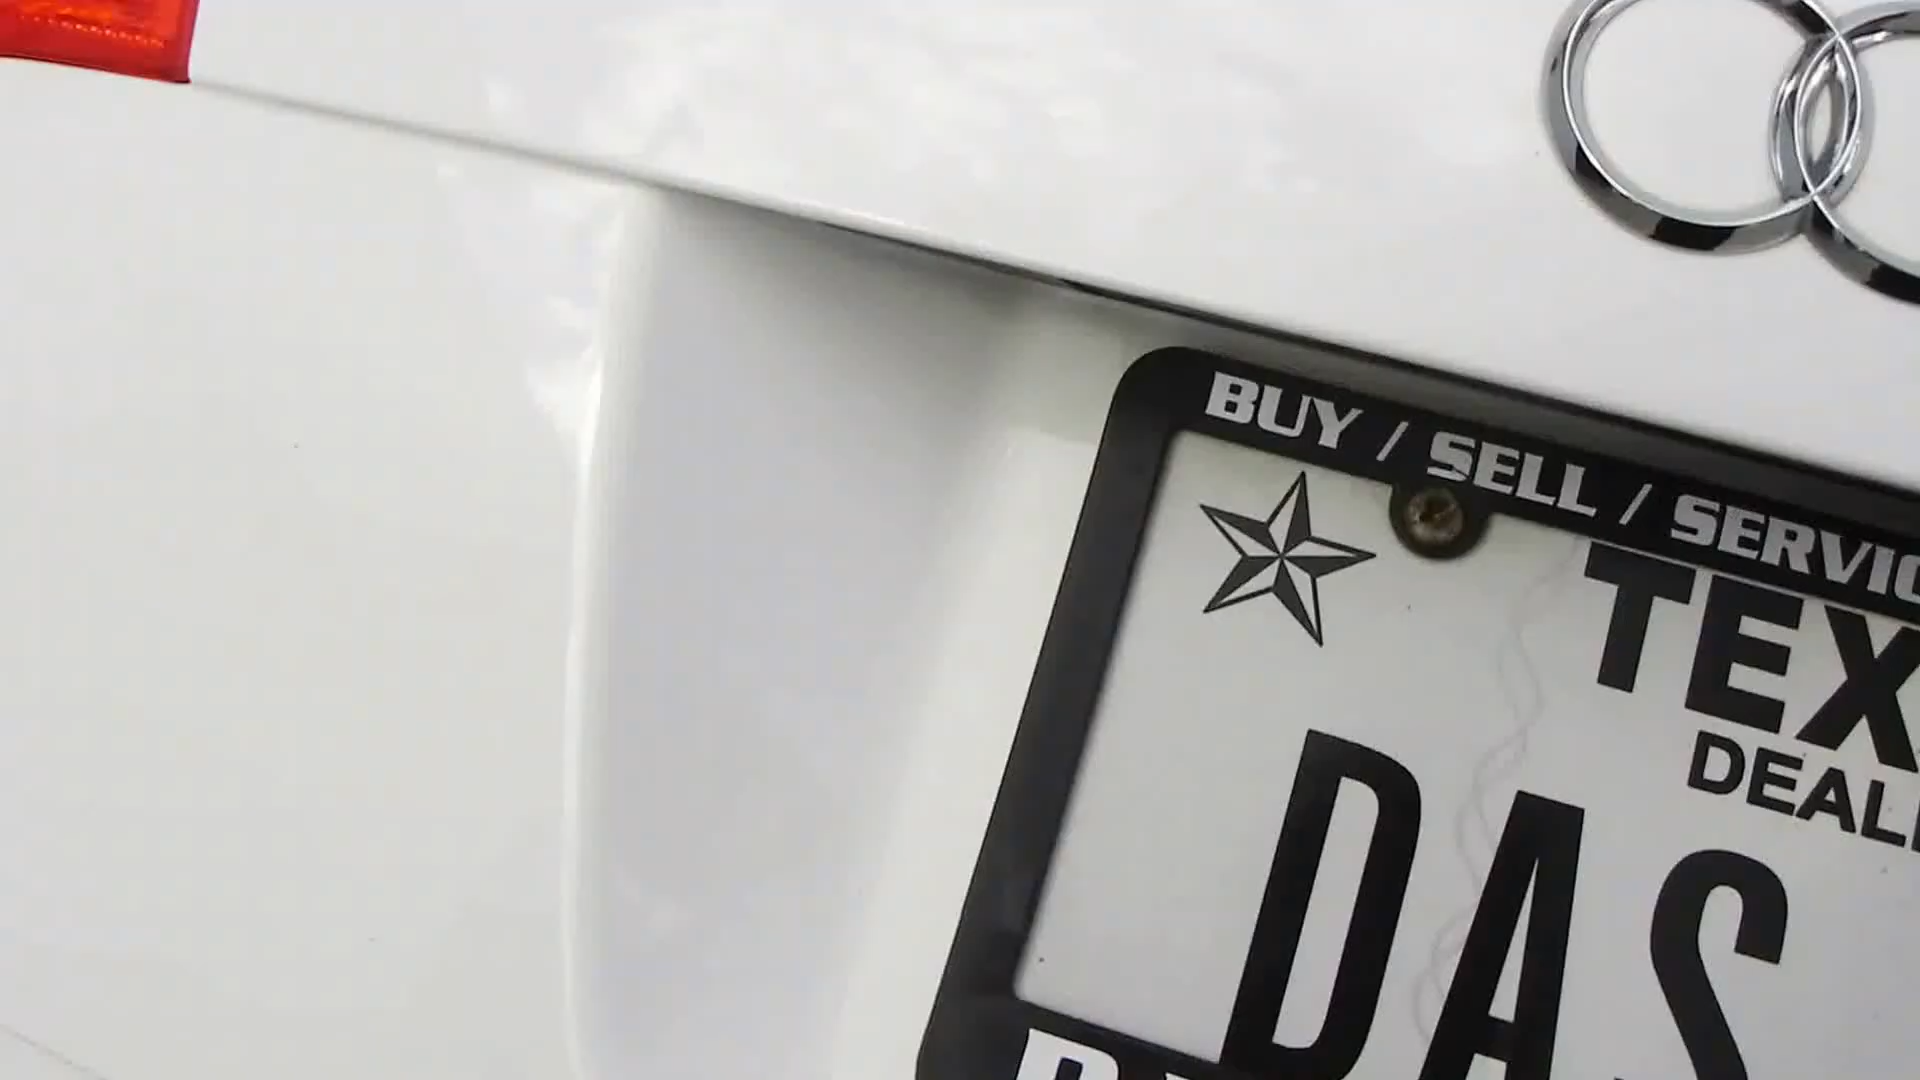 BUY / SELL / SERVIC
TEX
DEAL
DAS